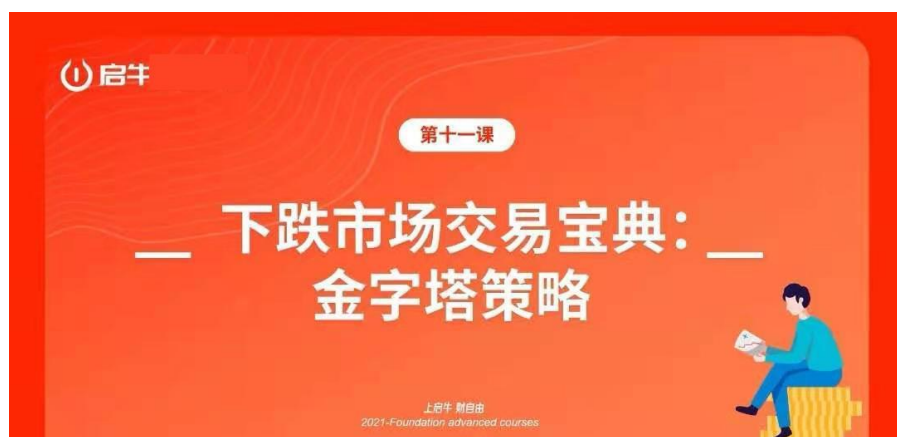 启牛
第十一课
下跌市场交易宝典：
金字塔策略
上启牛 财自由
2021-Foundation advanced courses